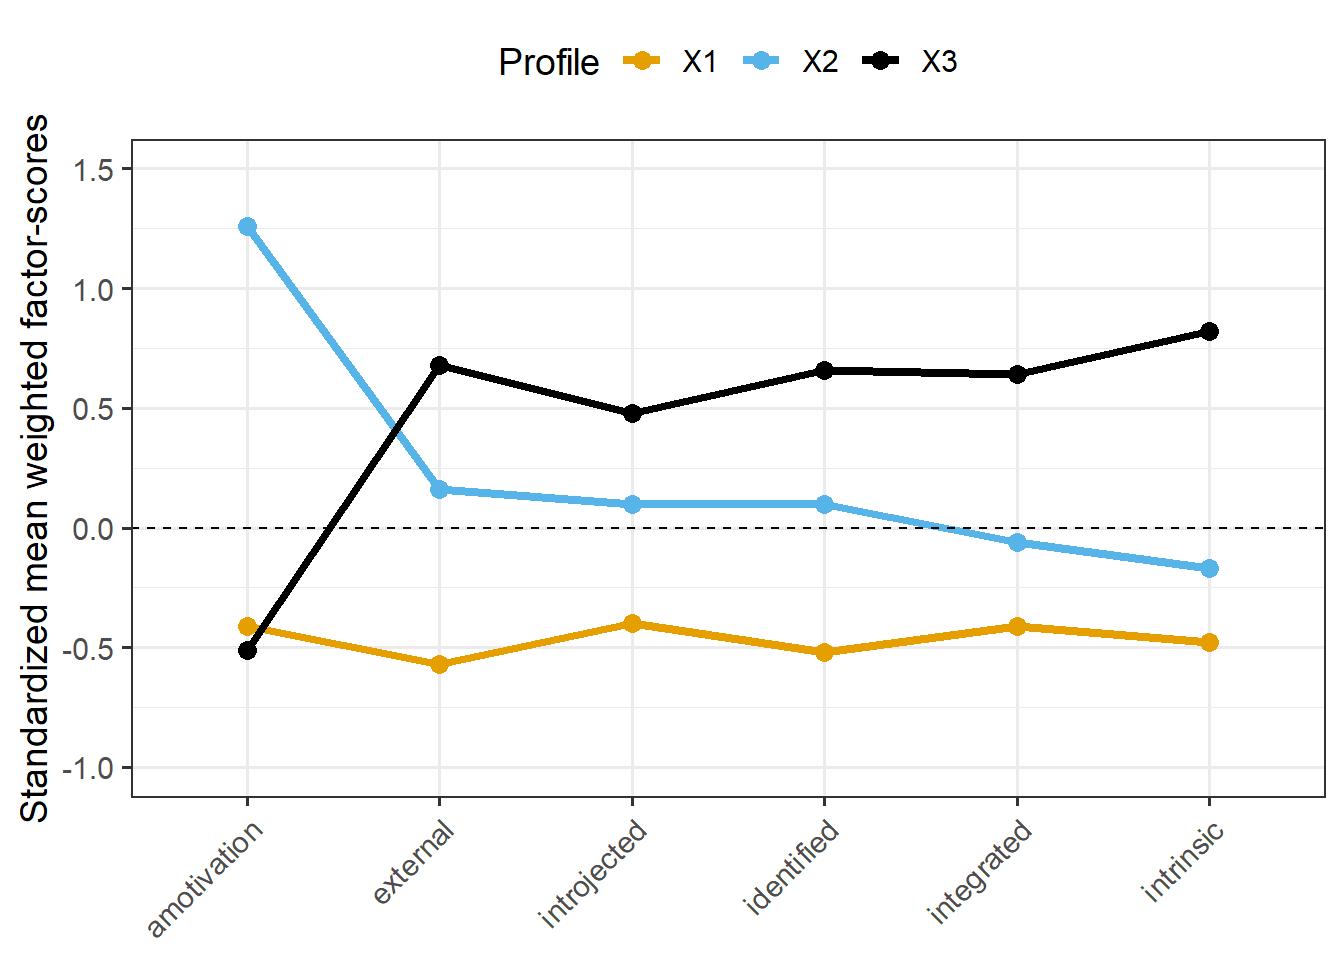 Profile X1 X2 X3
Standardized mean weighted factor-scores
1.5
1.0
0.5
0.0
-0.5
-1.0
amotivation external introjected identified integrated intrinsic